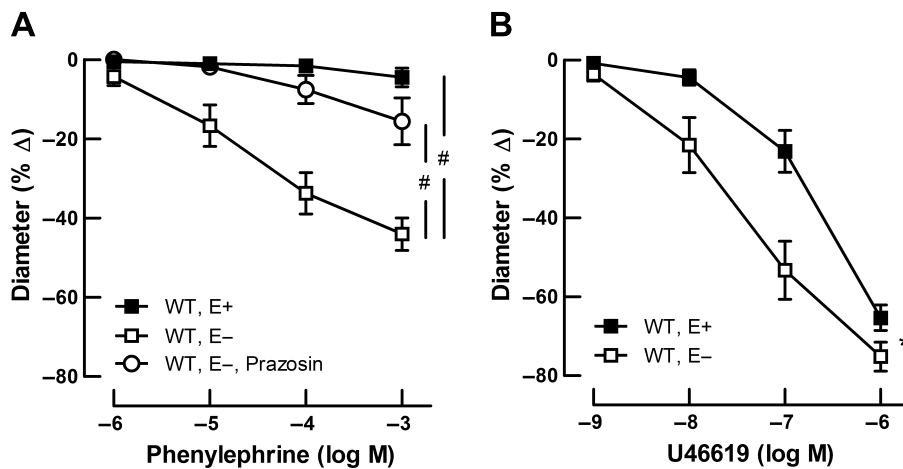 A
0
–20
–40
–60
–80
Diameter (% Δ)
#
#
WT, E+
WT, E–
WT, E–, Prazosin
–6
–5
–4
–3
Phenylephrine (log M)
B
0
–20
–40
–60
–80
Diameter (% Δ)
WT, E+
WT, E–
*
–9
–8
–7
–6
U46619 (log M)